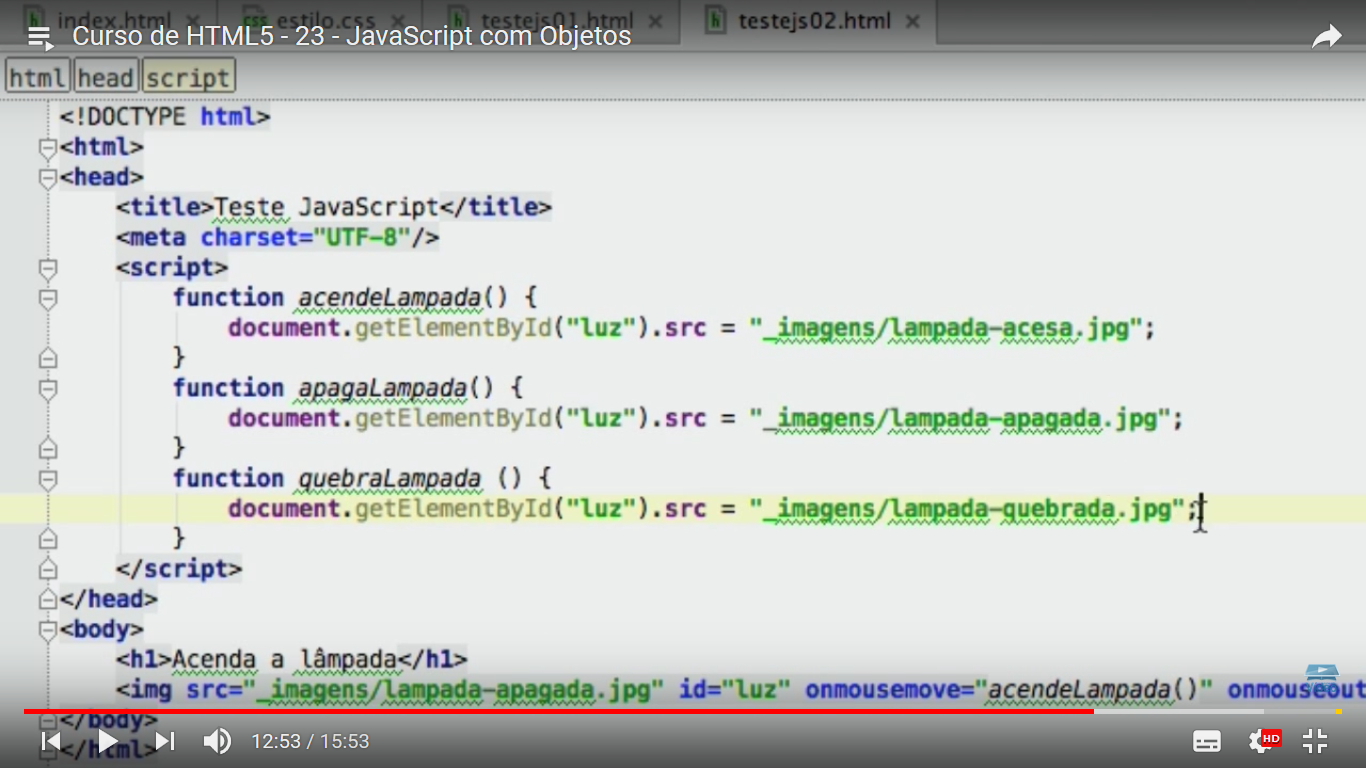 index.html estilo.css testejs01.html testejs02.html
Curso de HTML5 - 23 - JavaScript com Objetos
html head script
<!DOCTYPE html>
<html>
<head>
<title>Teste JavaScript</title>
<meta charset="UTF-8"/>
<script>
function acendeLampada() {
document.getElementById("luz").src = "_imagens/lampada-acesa.jpg";
}
function apagaLampada() {
document.getElementById("luz").src = "_imagens/lampada-apagada.jpg";
}
function quebraLampada () {
document.getElementById("luz").src = "_imagens/lampada-quebrada.jpg";
}
</script>
</head>
<body>
<h1>Acenda a lâmpada</h1>
<img src="_imagens/lampada-apagada.jpg" id="luz" onmousemove="acendeLampada()" onmouseout
</body>
</html>
12:53 / 15:53
HD